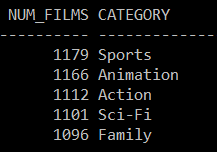 NUM_FILMS CATEGORY
---------- --------------
1179 Sports
1166 Animation
1112 Action
1101 Sci-Fi
1096 Family